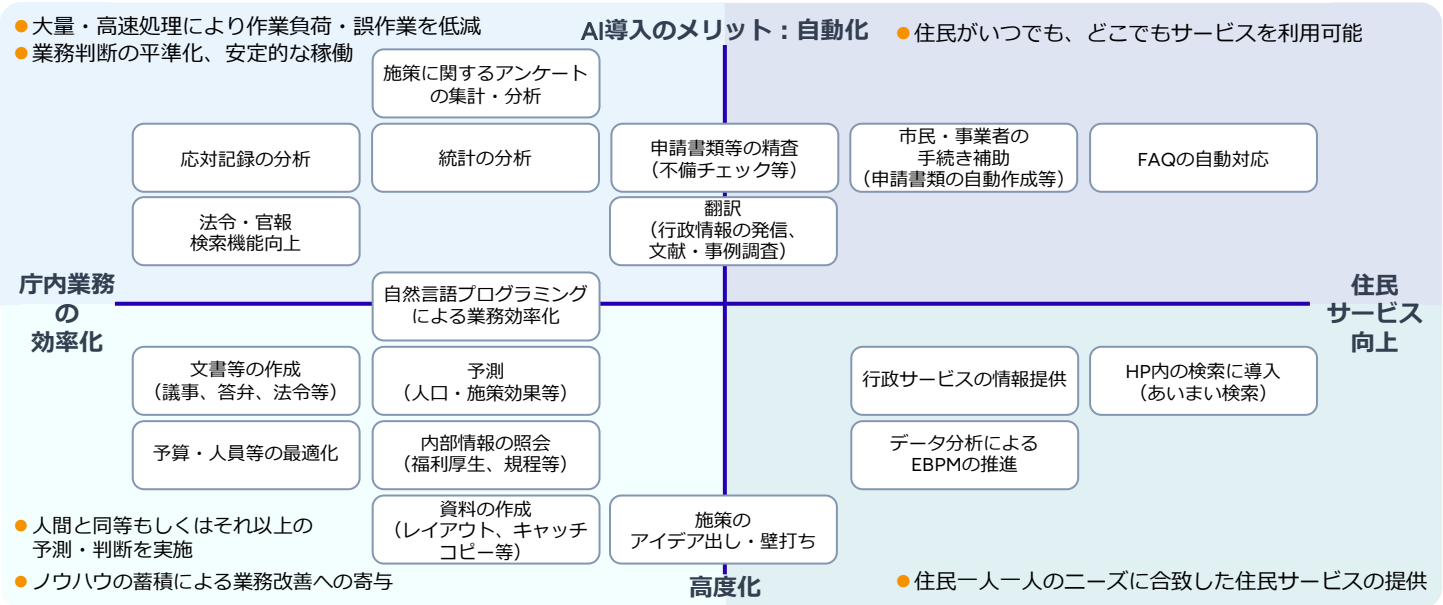 ●大量・高速処理により作業負荷・誤作業を低減
●業務判断の平準化、安定的な稼働
AI導入のメリット：自動化
●住民がいつでも、どこでもサービスを利用可能
施策に関するアンケート
の集計・分析
応対記録の分析
統計の分析
申請書類等の精査
（不備チェック等）
市民・事業者の
手続き補助
（申請書類の自動作成等）
FAQの自動対応
法令・官報
検索機能向上
翻訳
（行政情報の発信、
文献・事例調査）
庁内業務
の
効率化
自然言語プログラミング
による業務効率化
住民
サービス
向上
文書等の作成
（議事、答弁、法令等）
予測
（人口・施策効果等）
行政サービスの情報提供
HP内の検索に導入
（あいまい検索）
予算・人員等の最適化
内部情報の照会
（福利厚生、規程等）
データ分析による
EBPMの推進
資料の作成
（レイアウト、キャッチ
コピー等）
施策の
アイデア出し・壁打ち
●人間と同等もしくはそれ以上の
予測・判断を実施
●ノウハウの蓄積による業務改善への寄与
高度化
●住民一人一人のニーズに合致した住民サービスの提供